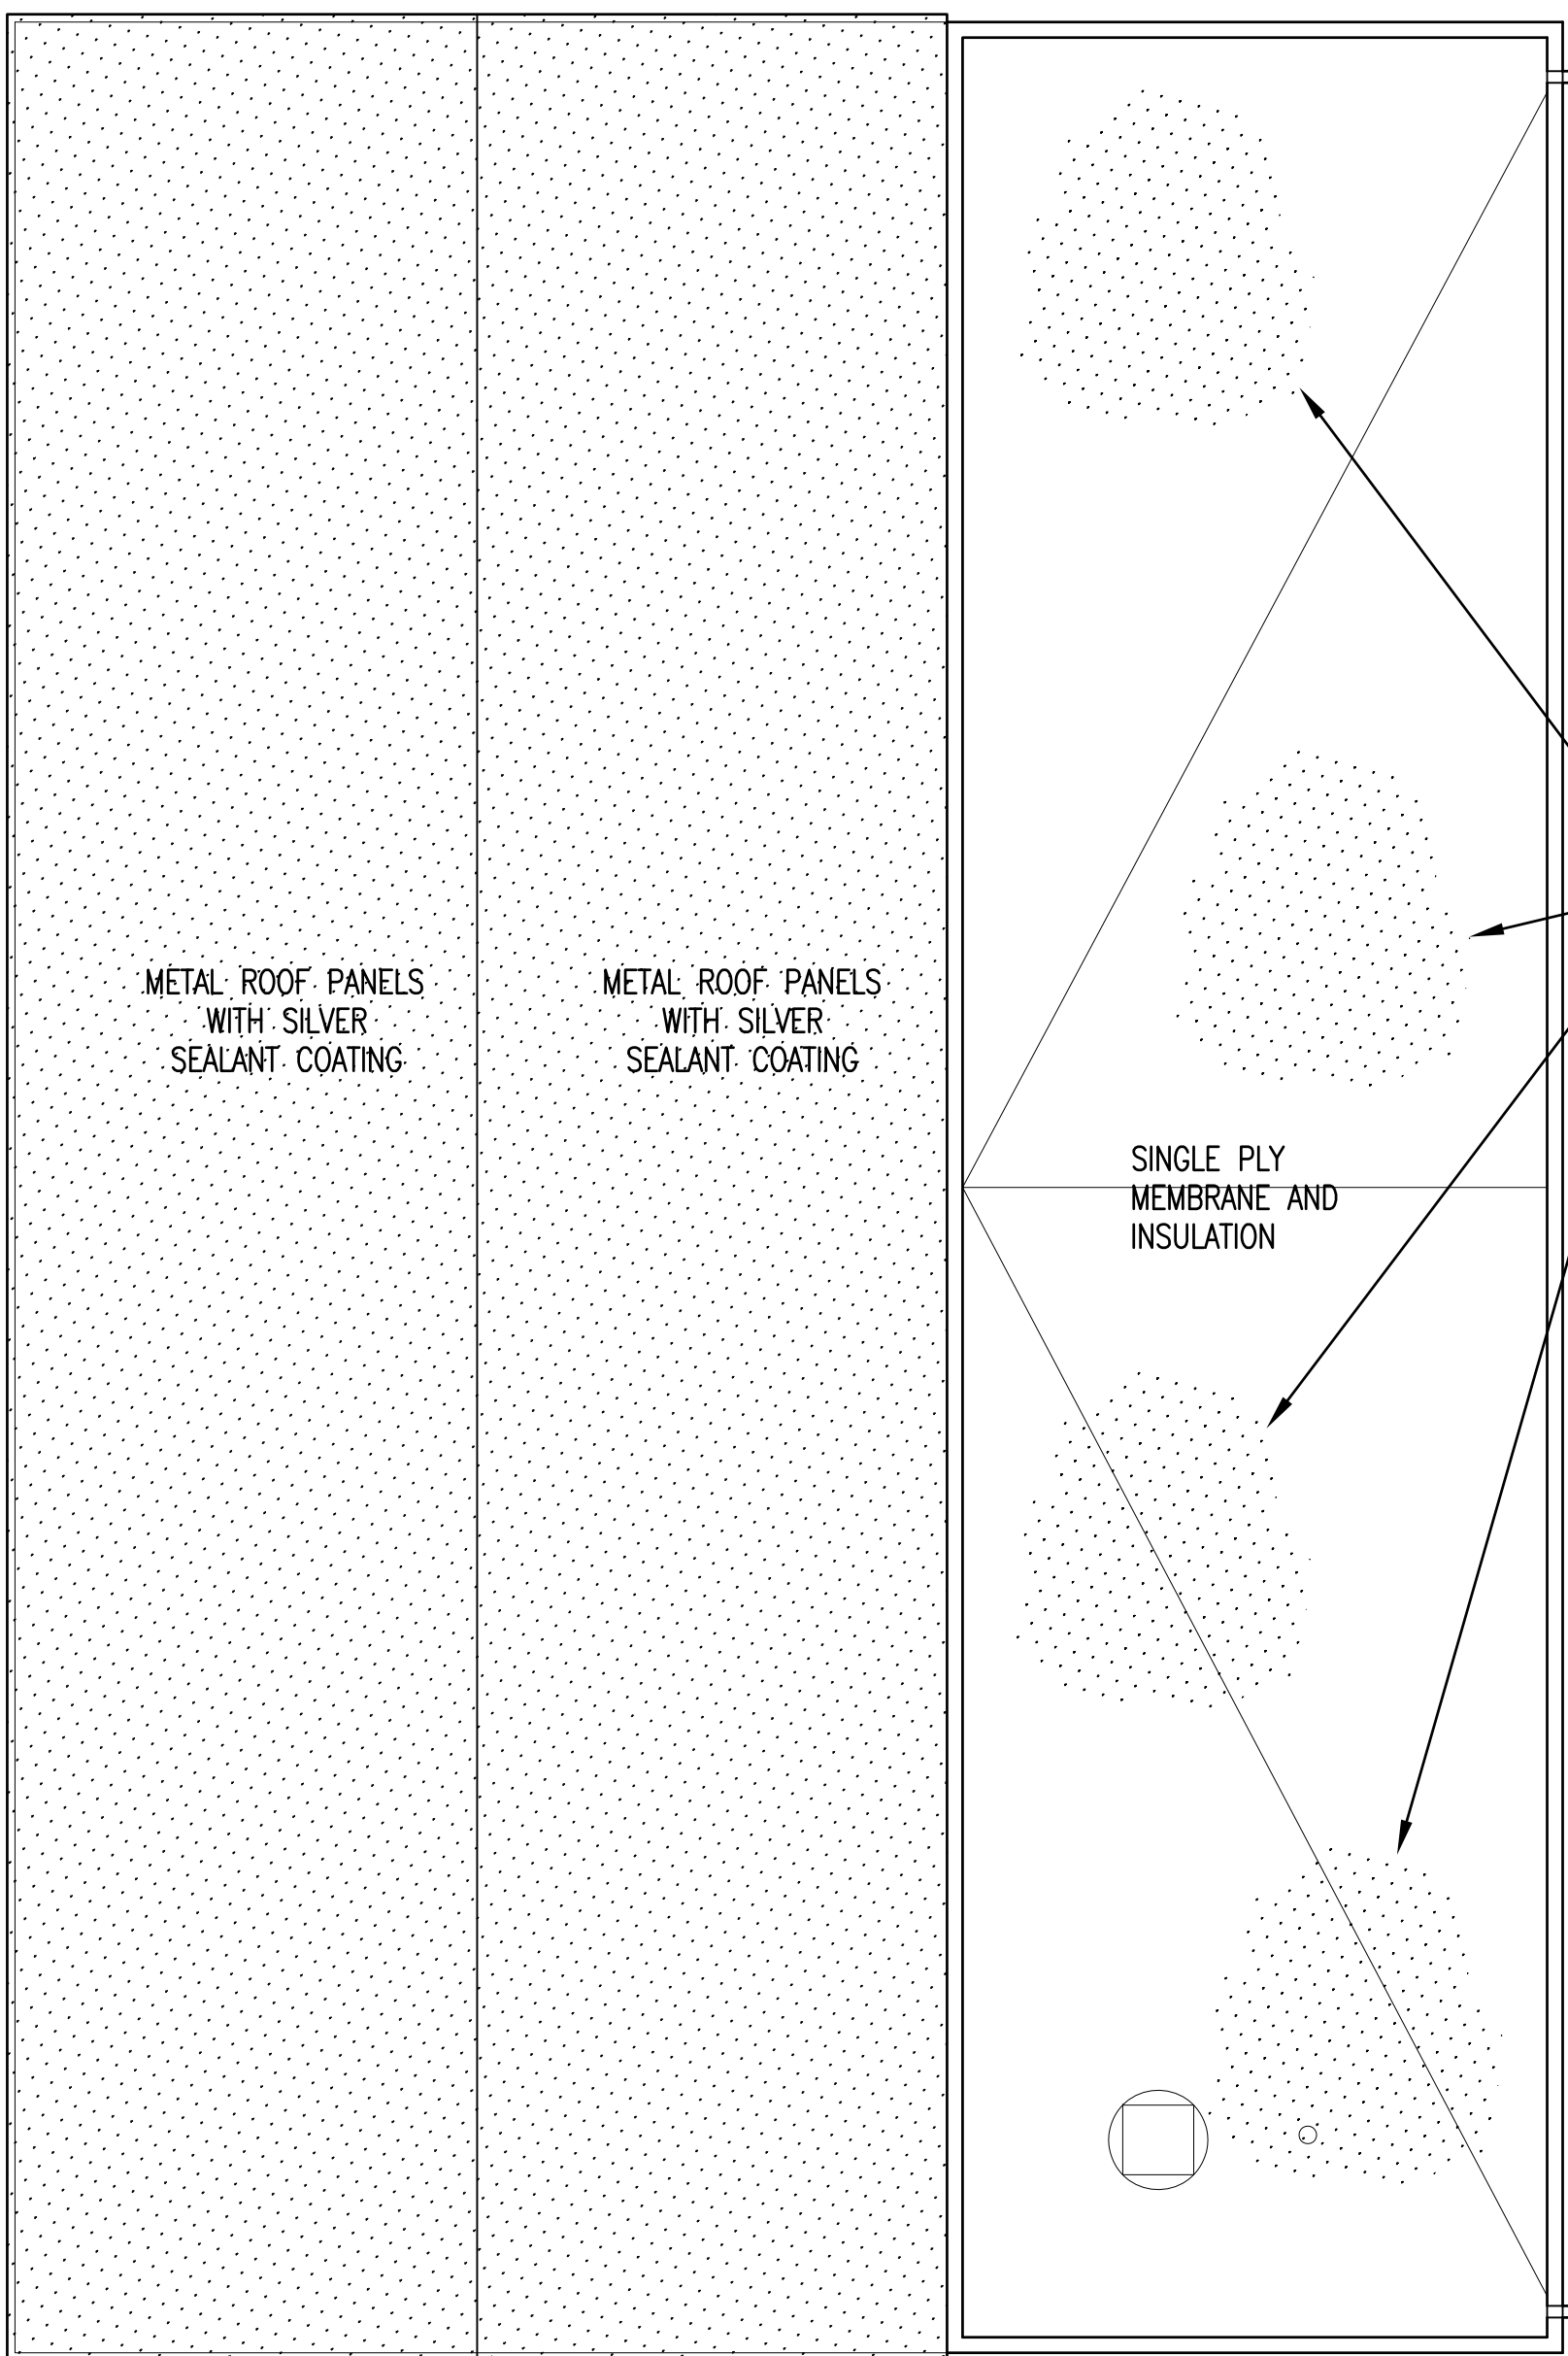 METAL ROOF PANELS
WITH SILVER
SEALANT COATING
METAL ROOF PANELS
WITH SILVER
SEALANT COATING
SINGLE PLY
MEMBRANE AND
INSULATION